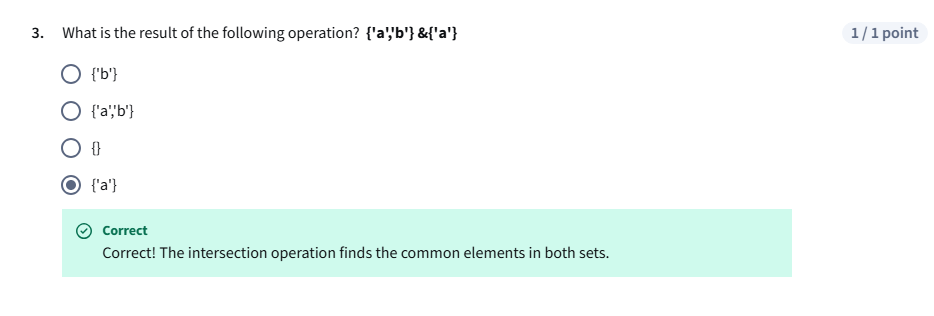 3. What is the result of the following operation? {'a','b'} &{'a'} 1 / 1 point
{'b'}
{'a','b'}
{}
{'a'}
Correct
Correct! The intersection operation finds the common elements in both sets.